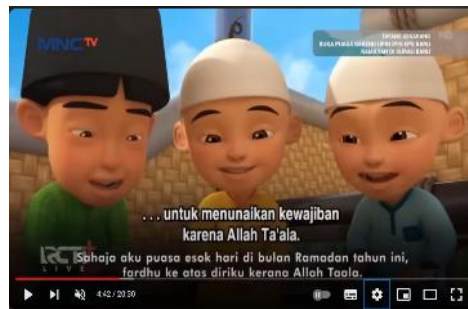 MNCTV
. . . untuk menunaikan kewajiban
karena Allah Ta'ala.
RCTI+
LIVE
Sahaja aku puasa esok hari di bulan Ramadan tahun ini,
fardhu ke atas diriku kerana Allah Taala.
4:42 / 20:30